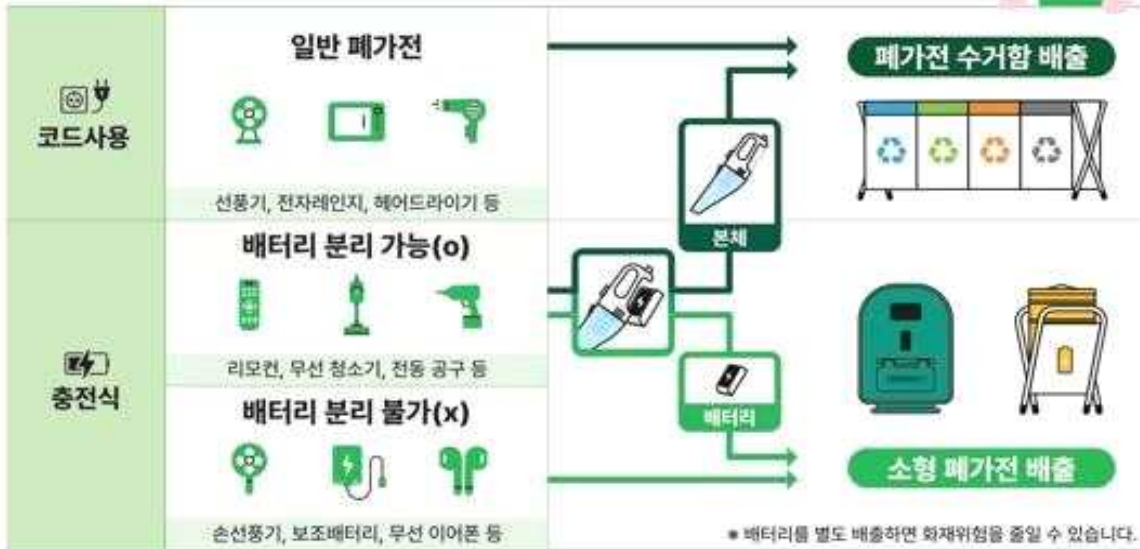 일반 폐가전
폐가전 수거함 배출
코드사용
선풍기, 전자레인지, 헤어드라이기 등
본체
배터리 분리 가능(o)
리모컨, 무선 청소기, 전동 공구 등
충전식
배터리 분리 불가(x)
배터리
소형 폐가전 배출
손선풍기, 보조배터리, 무선 이어폰 등
* 배터리를 별도 배출하면 화재위험을 줄일 수 있습니다.